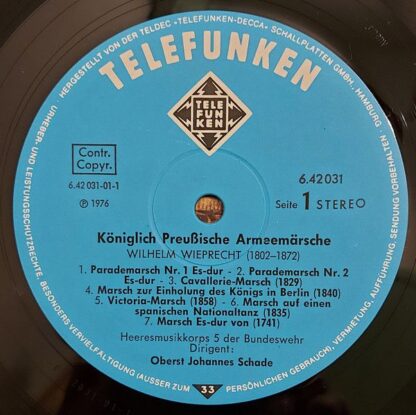 HERGESTELLT VON DER TELDEC »TELEFUNKEN-DECCA« SCHALLPLATTEN GMBH, HAMBURG
TELEFUNKEN
TELE
FUN
KEN
Contr.
Copyr.
6.42 031-01-1
Ⓟ 1976
6.42 031
Seite 1 STEREO
Königlich Preußische Armeemärsche
WILHELM WIEPRECHT (1802–1872)
1. Parademarsch Nr. 1 Es-dur - 2. Parademarsch Nr. 2
Es-dur - 3. Cavallerie-Marsch (1829)
4. Marsch zur Einholung des Königs in Berlin (1840)
5. Victoria-Marsch (1858) - 6. Marsch auf einen
spanischen Nationaltanz (1835)
7. Marsch Es-dur von (1741)
Heeresmusikkorps 5 der Bundeswehr
Dirigent:
Oberst Johannes Schade
URHEBER- UND LEISTUNGSSCHUTZRECHTE, BESONDERS VERVIELFÄLTIGUNG (AUSSER ZUM PERSÖNLICHEN GEBRAUCH), VERMIETUNG, AUFFÜHRUNG, SENDUNG VORBEHALTEN
33